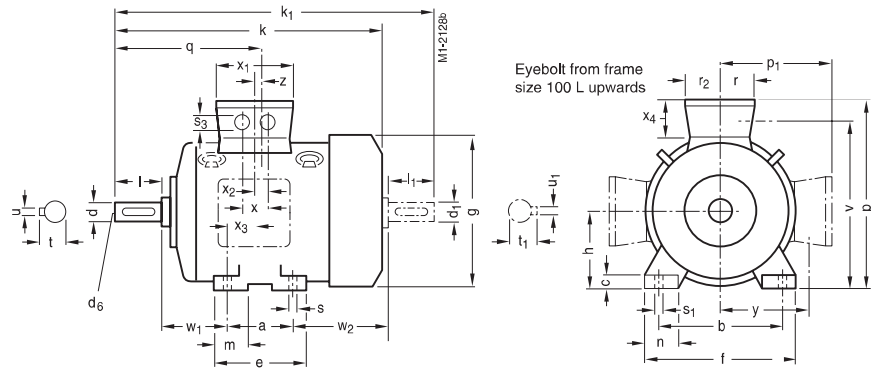 k1
k
q
x1
z
M1-2128b
s3
l
x2
x
x3
l1
u
d
t
d6
d1
g
u1
t1
w1
a
w2
s
m
e
Eyebolt from frame
size 100 L upwards
p1
r2
r
x4
h
c
v
p
s1
y
b
n
f